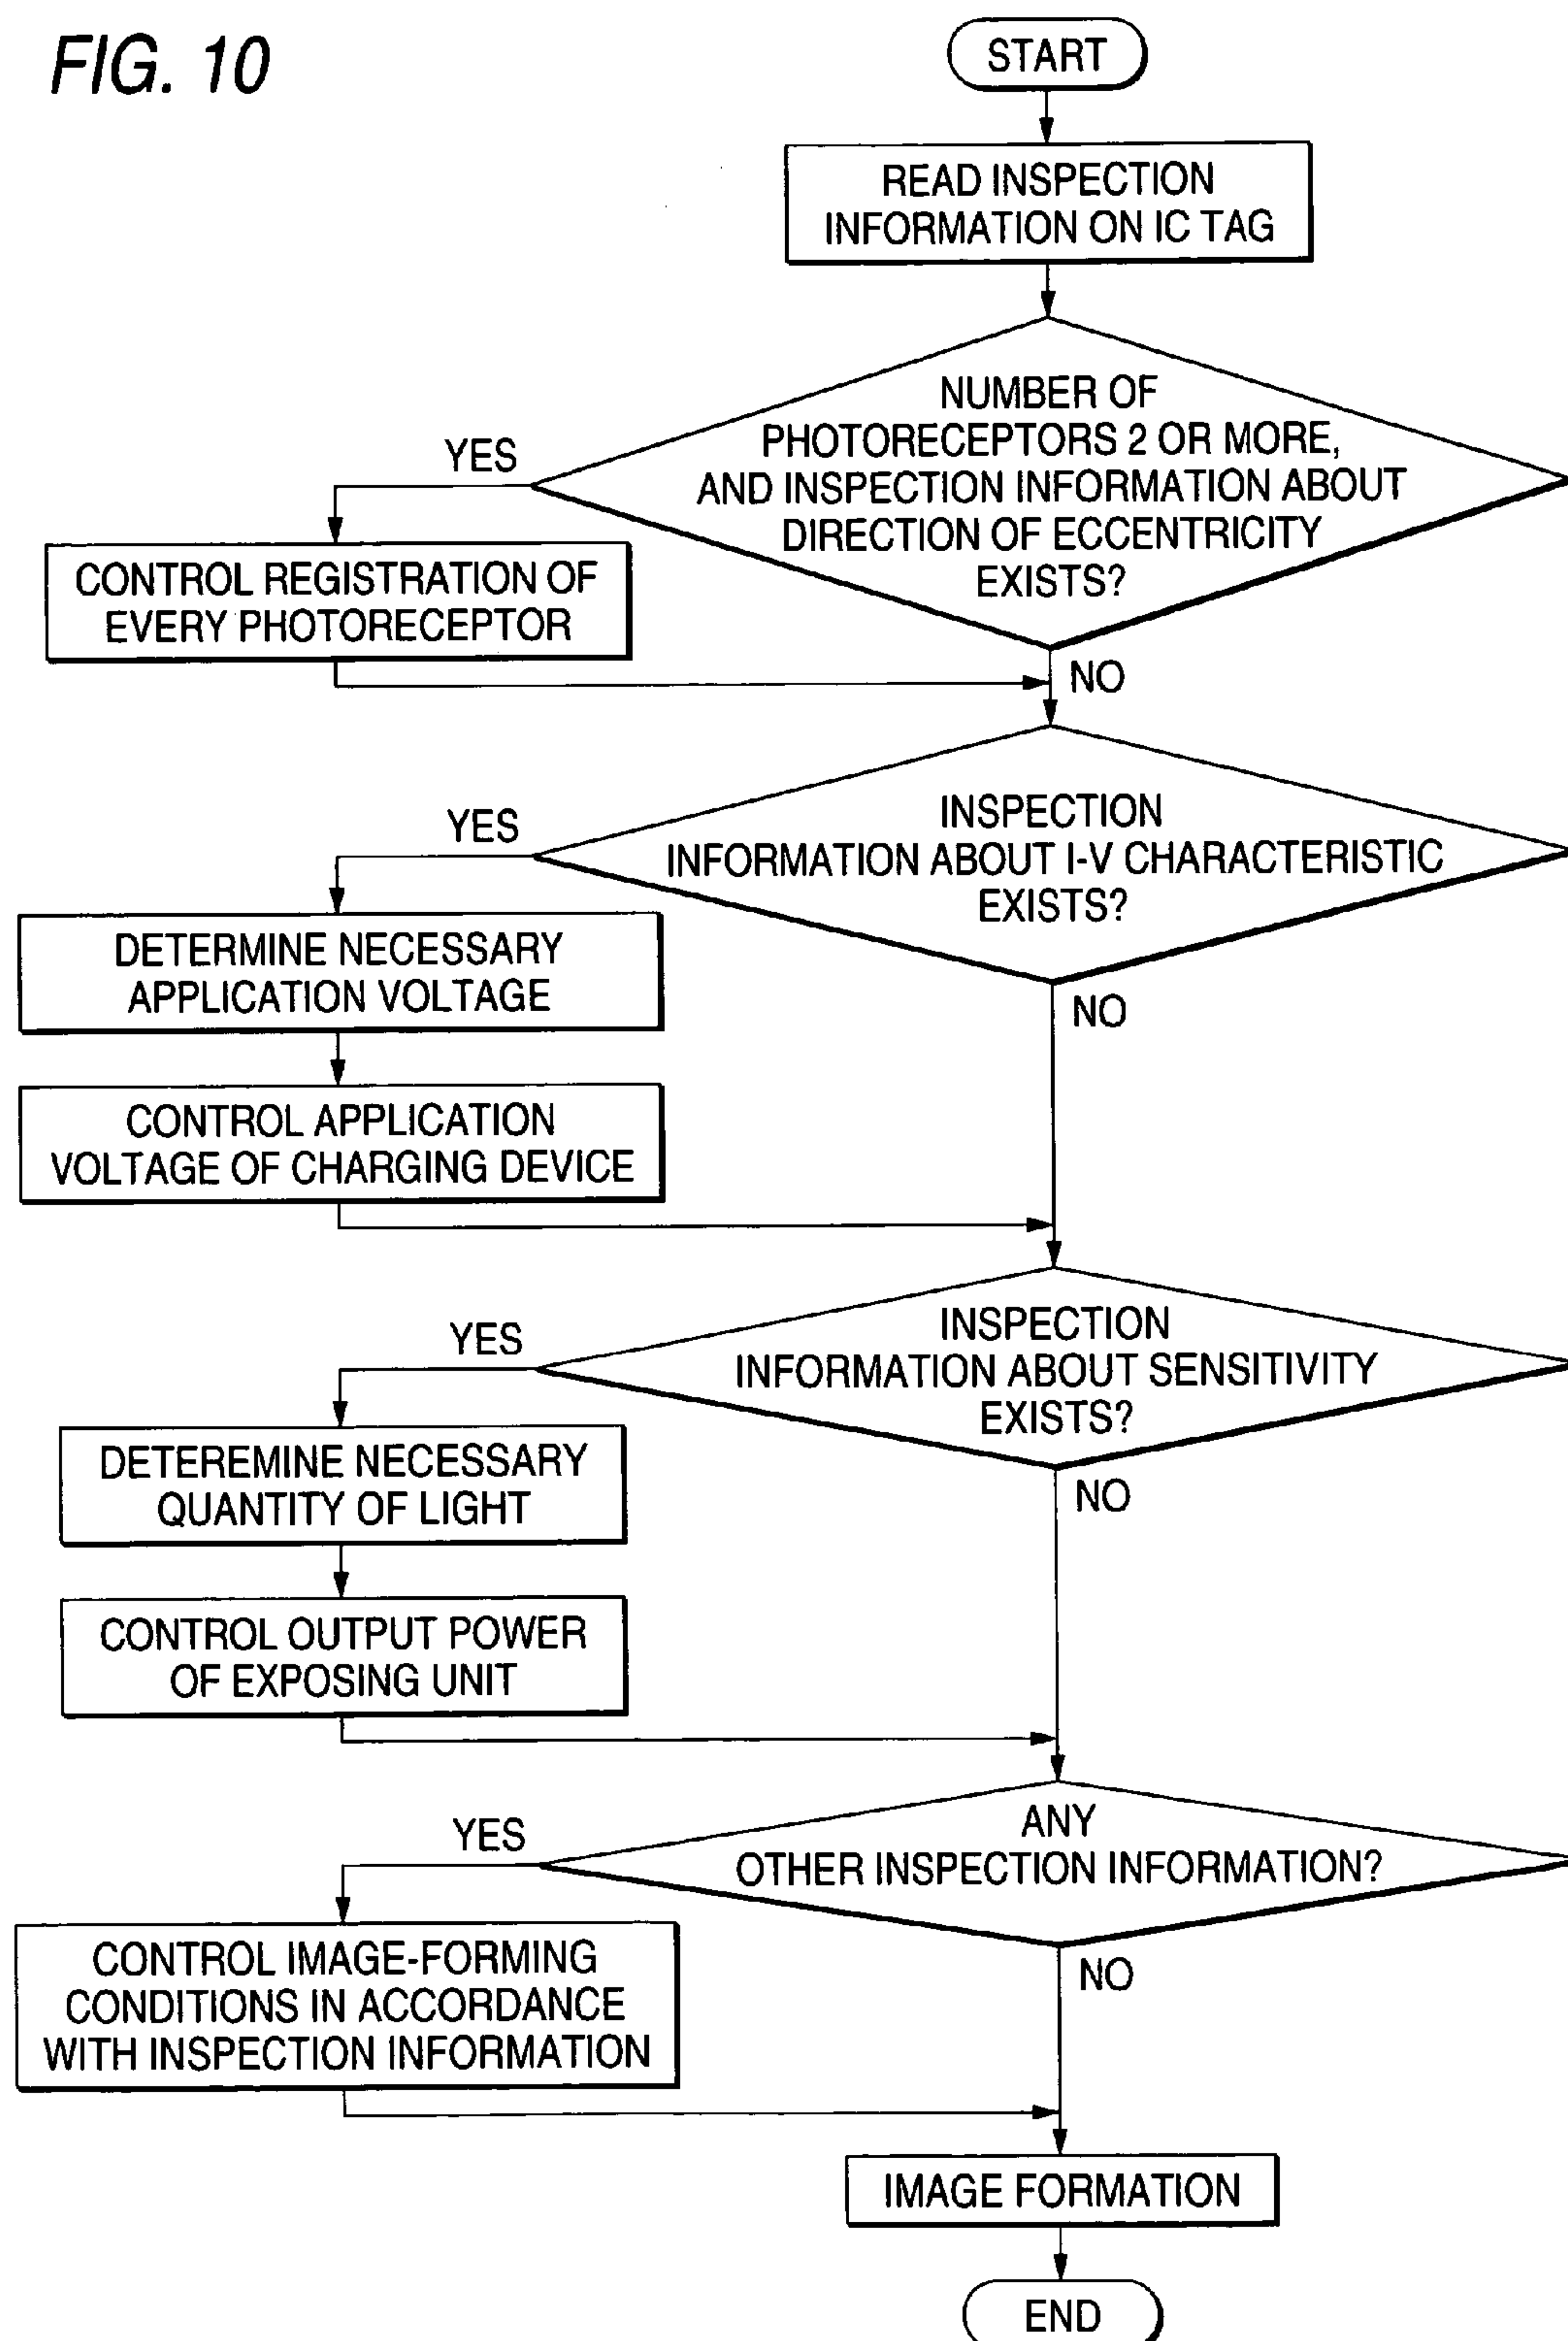 FIG. 10
START
READ INSPECTION
INFORMATION ON IC TAG
NUMBER OF
PHOTORECEPTORS 2 OR MORE,
AND INSPECTION INFORMATION ABOUT
DIRECTION OF ECCENTRICITY
EXISTS?
YES
CONTROL REGISTRATION OF
EVERY PHOTORECEPTOR
NO
INSPECTION
INFORMATION ABOUT I-V CHARACTERISTIC
EXISTS?
YES
DETERMINE NECESSARY
APPLICATION VOLTAGE
NO
CONTROL APPLICATION
VOLTAGE OF CHARGING DEVICE
INSPECTION
INFORMATION ABOUT SENSITIVITY
EXISTS?
YES
DETEREMINE NECESSARY
QUANTITY OF LIGHT
NO
CONTROL OUTPUT POWER
OF EXPOSING UNIT
ANY
OTHER INSPECTION INFORMATION?
YES
CONTROL IMAGE-FORMING
CONDITIONS IN ACCORDANCE
WITH INSPECTION INFORMATION
NO
IMAGE FORMATION
END